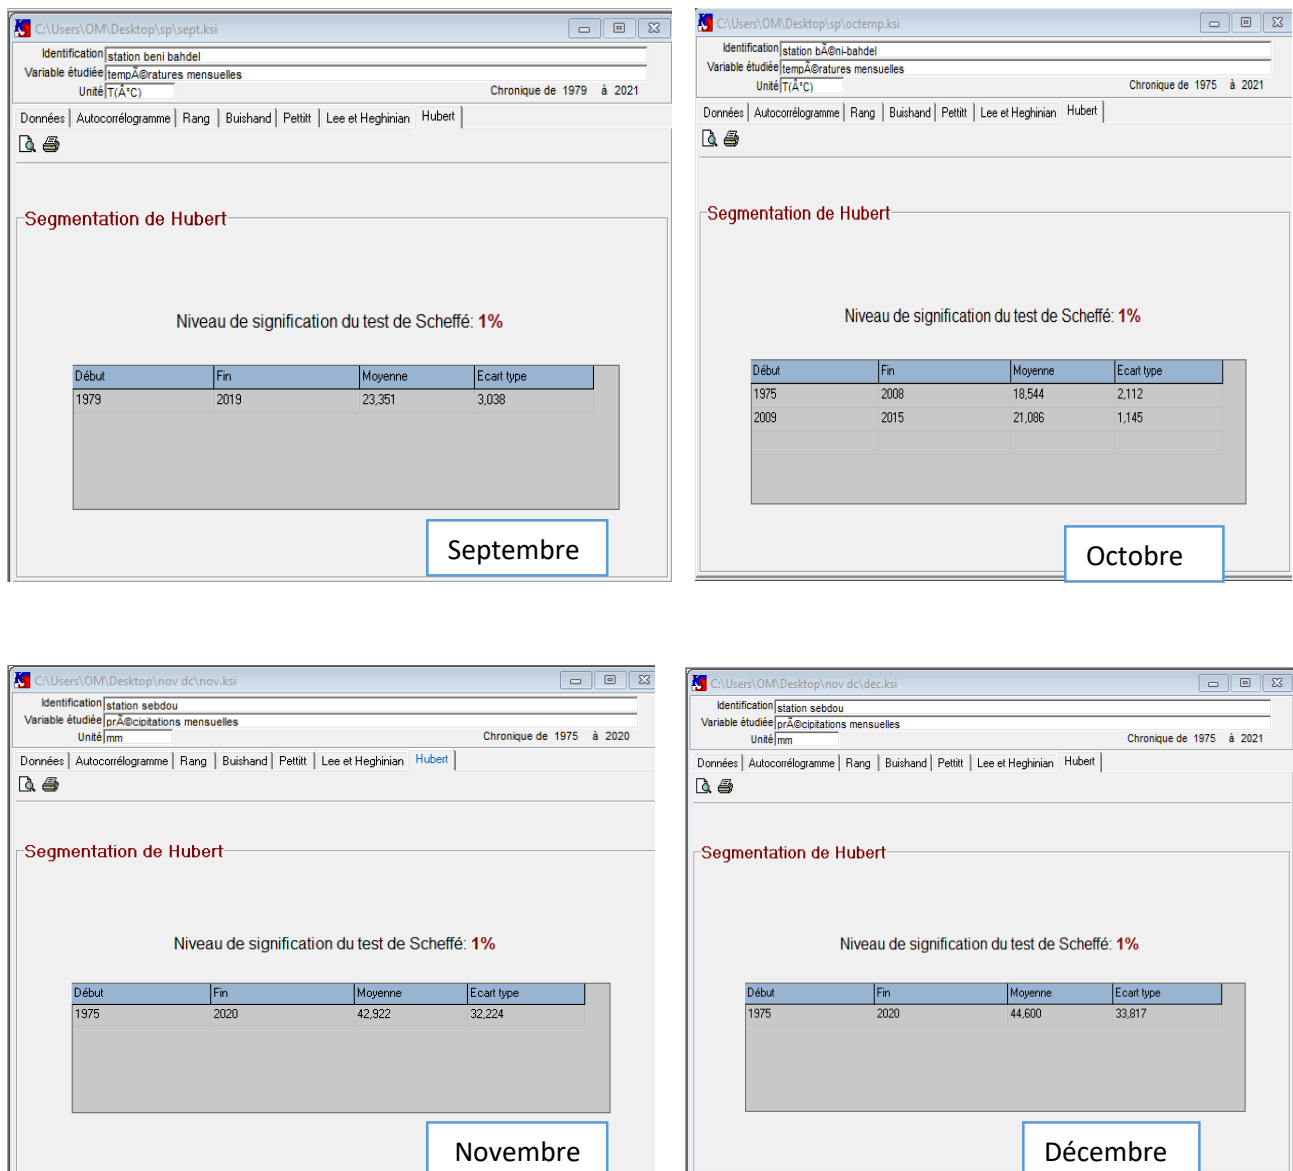 C:\Users\OM\Desktop\sp\sept.ksi
Identification station beni bahdel
Variable étudiée tempÃ©ratures mensuelles
Unité T(Â°C) Chronique de 1979 à 2021
Données Autocorrélogramme Rang Buishand Pettitt Lee et Heghinian Hubert
Segmentation de Hubert
Niveau de signification du test de Scheffé: 1%
Début Fin Moyenne Ecart type
1979 2019 23,351 3,038
Septembre
C:\Users\OM\Desktop\sp\octemp.ksi
Identification station bÃ©ni-bahdel
Variable étudiée tempÃ©ratures mensuelles
Unité T(Â°C) Chronique de 1975 à 2021
Données Autocorrélogramme Rang Buishand Pettitt Lee et Heghinian Hubert
Segmentation de Hubert
Niveau de signification du test de Scheffé: 1%
Début Fin Moyenne Ecart type
1975 2008 18,544 2,112
2009 2015 21,086 1,145
Octobre
C:\Users\OM\Desktop\nov dc\nov.ksi
Identification station sebdou
Variable étudiée prÃ©cipitations mensuelles
Unité mm Chronique de 1975 à 2020
Données Autocorrélogramme Rang Buishand Pettitt Lee et Heghinian Hubert
Segmentation de Hubert
Niveau de signification du test de Scheffé: 1%
Début Fin Moyenne Ecart type
1975 2020 42,922 32,224
Novembre
C:\Users\OM\Desktop\nov dc\dec.ksi
Identification station sebdou
Variable étudiée prÃ©cipitations mensuelles
Unité mm Chronique de 1975 à 2021
Données Autocorrélogramme Rang Buishand Pettitt Lee et Heghinian Hubert
Segmentation de Hubert
Niveau de signification du test de Scheffé: 1%
Début Fin Moyenne Ecart type
1975 2020 44,600 33,817
Décembre